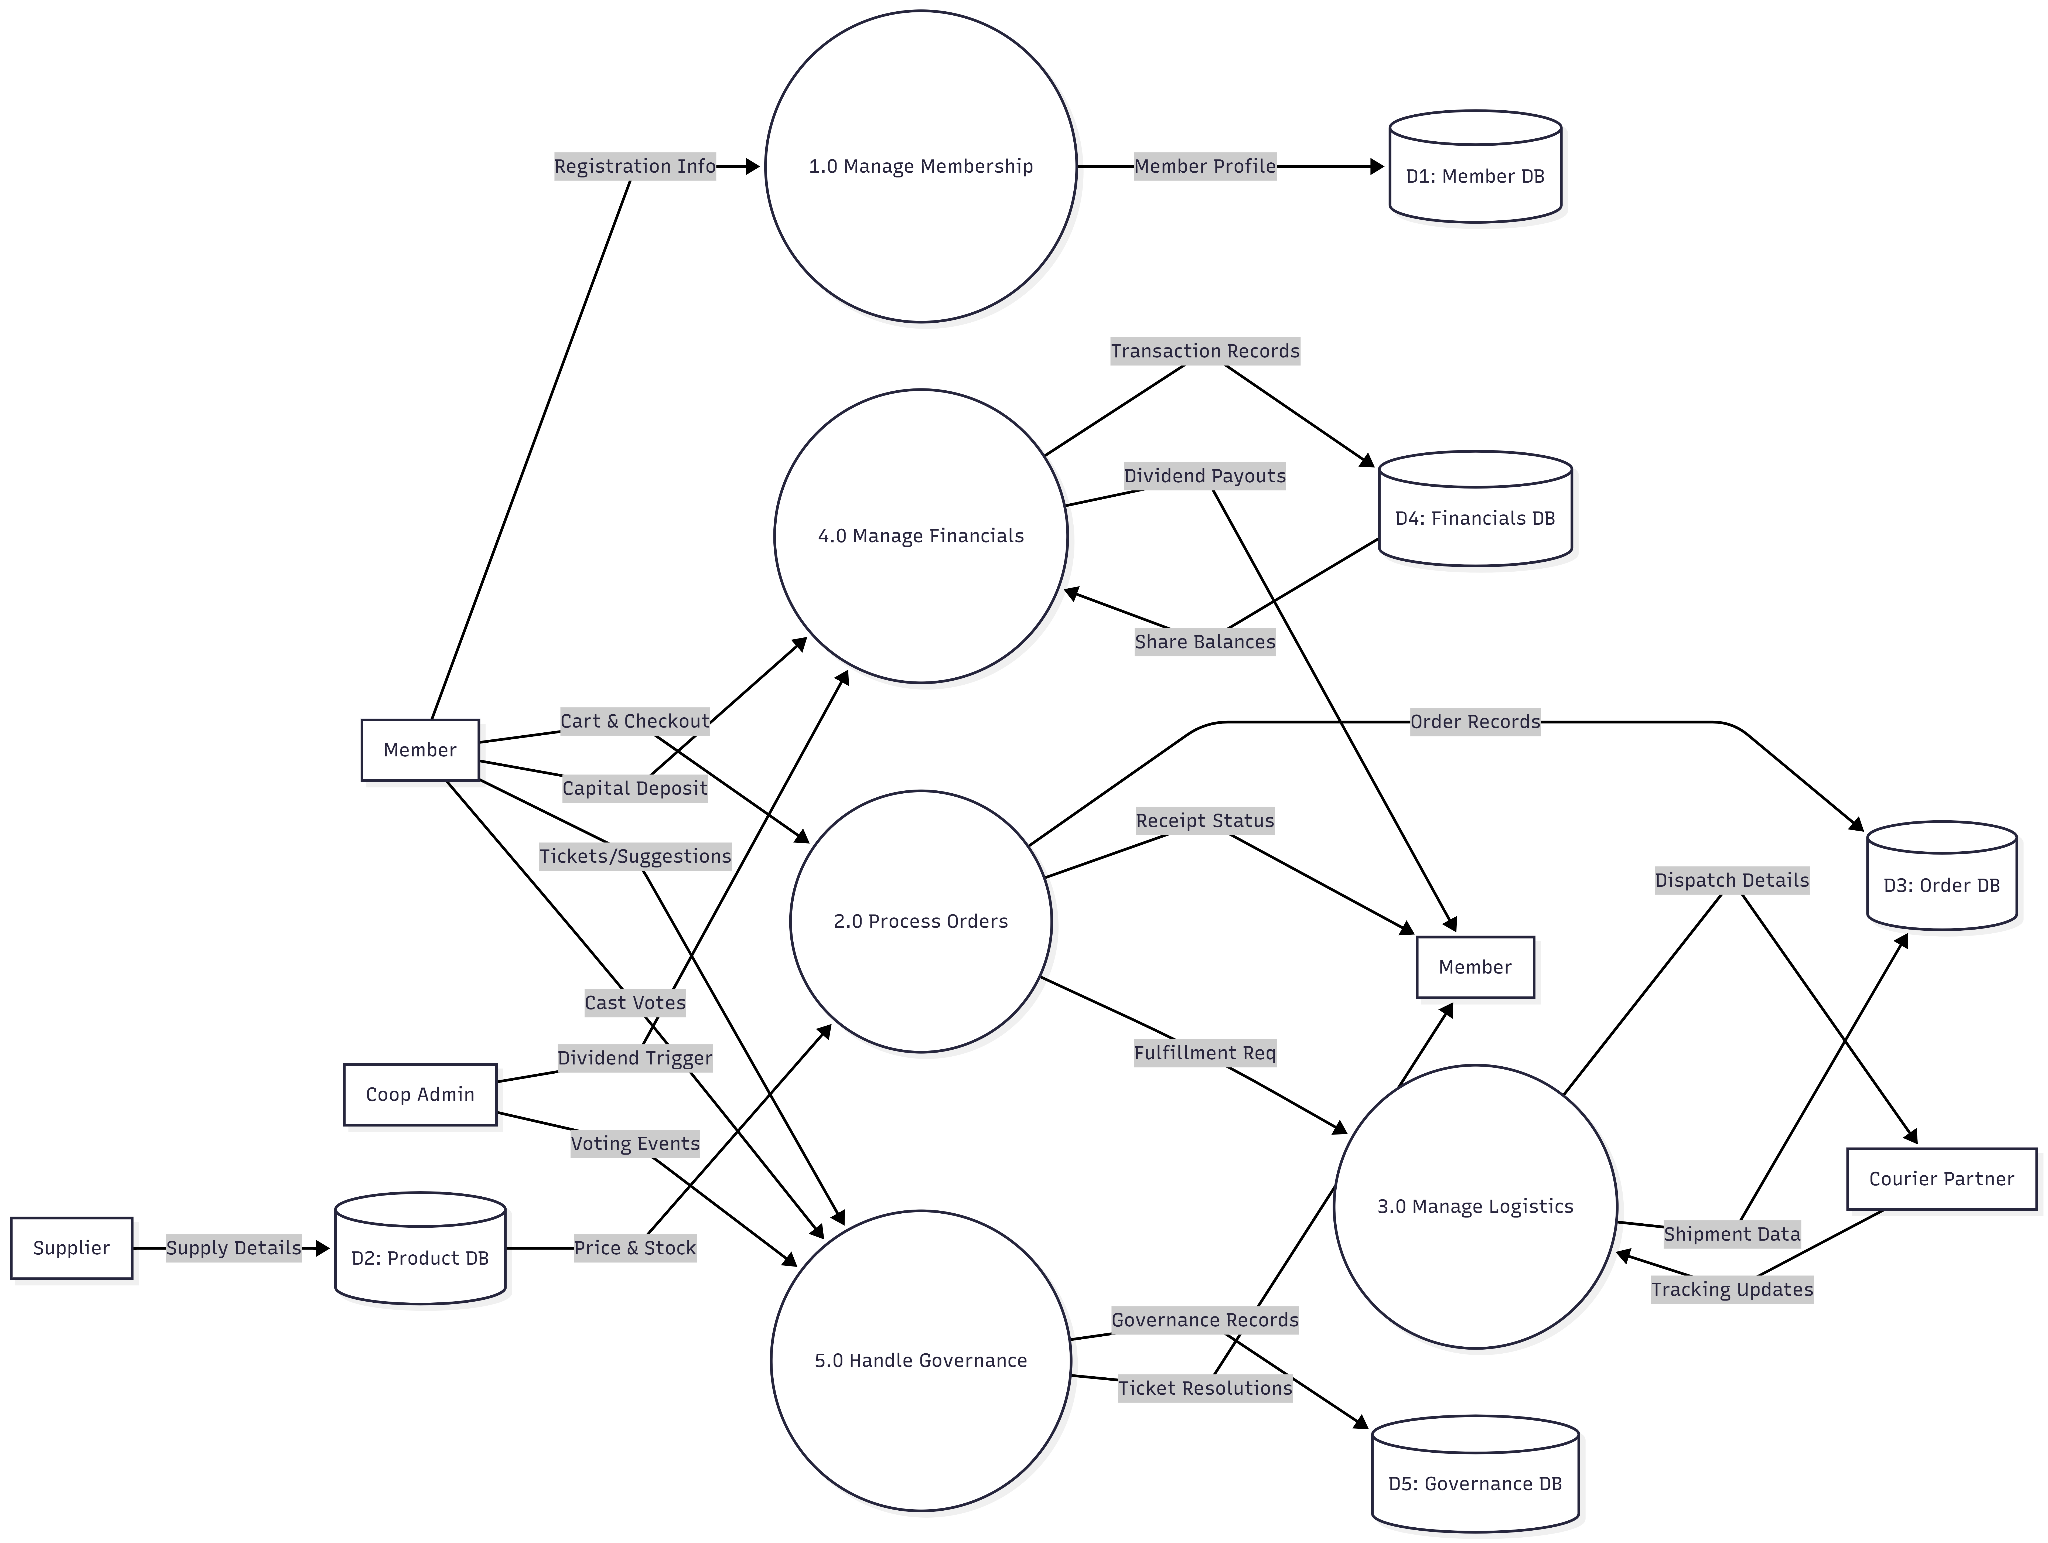 Registration Info
1.0 Manage Membership
Member Profile
D1: Member DB
Transaction Records
Dividend Payouts
4.0 Manage Financials
D4: Financials DB
Share Balances
Member
Cart & Checkout
Capital Deposit
Order Records
Tickets/Suggestions
Receipt Status
2.0 Process Orders
Member
Dispatch Details
D3: Order DB
Cast Votes
Dividend Trigger
Fulfillment Req
Coop Admin
Voting Events
3.0 Manage Logistics
Courier Partner
Shipment Data
Tracking Updates
Supplier
Supply Details
D2: Product DB
Price & Stock
Governance Records
5.0 Handle Governance
Ticket Resolutions
D5: Governance DB